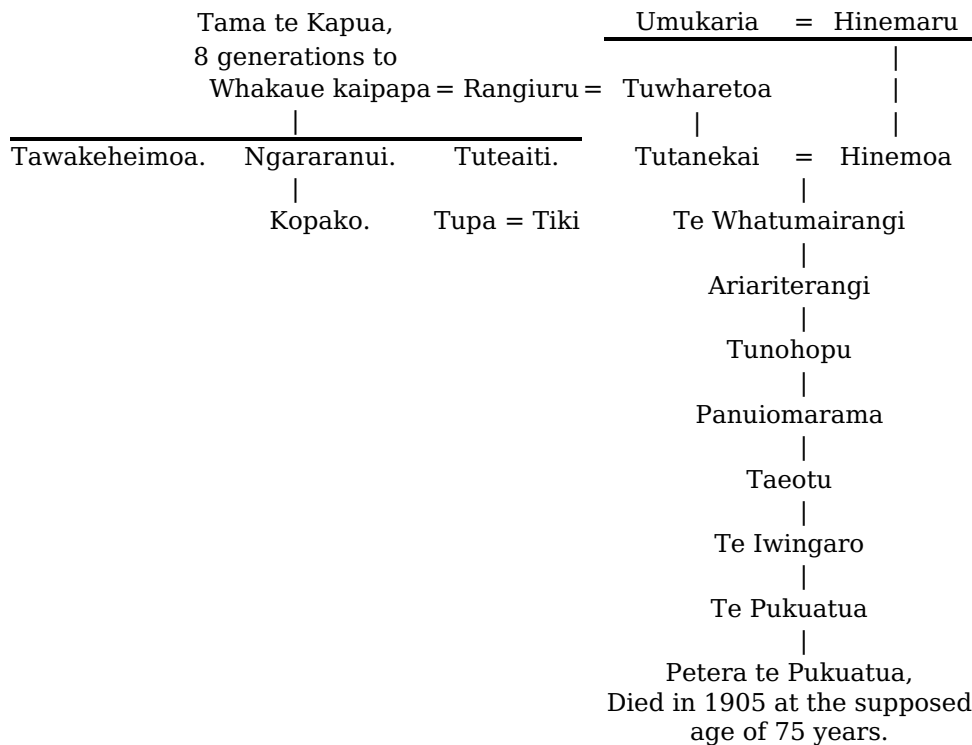 Tama te Kapua, Umukaria = Hinemaru
8 generations to |
Whakaue kaipapa = Rangiuru = Tuwharetoa |
| | |
Tawakeheimoa. Ngararanui. Tuteaiti. Tutanekai = Hinemoa
| |
Kopako. Tupa = Tiki Te Whatumairangi
|
Ariariterangi
|
Tunohopu
|
Panuiomarama
|
Taeotu
|
Te Iwingaro
|
Te Pukuatua
|
Petera te Pukuatua,
Died in 1905 at the supposed
age of 75 years.